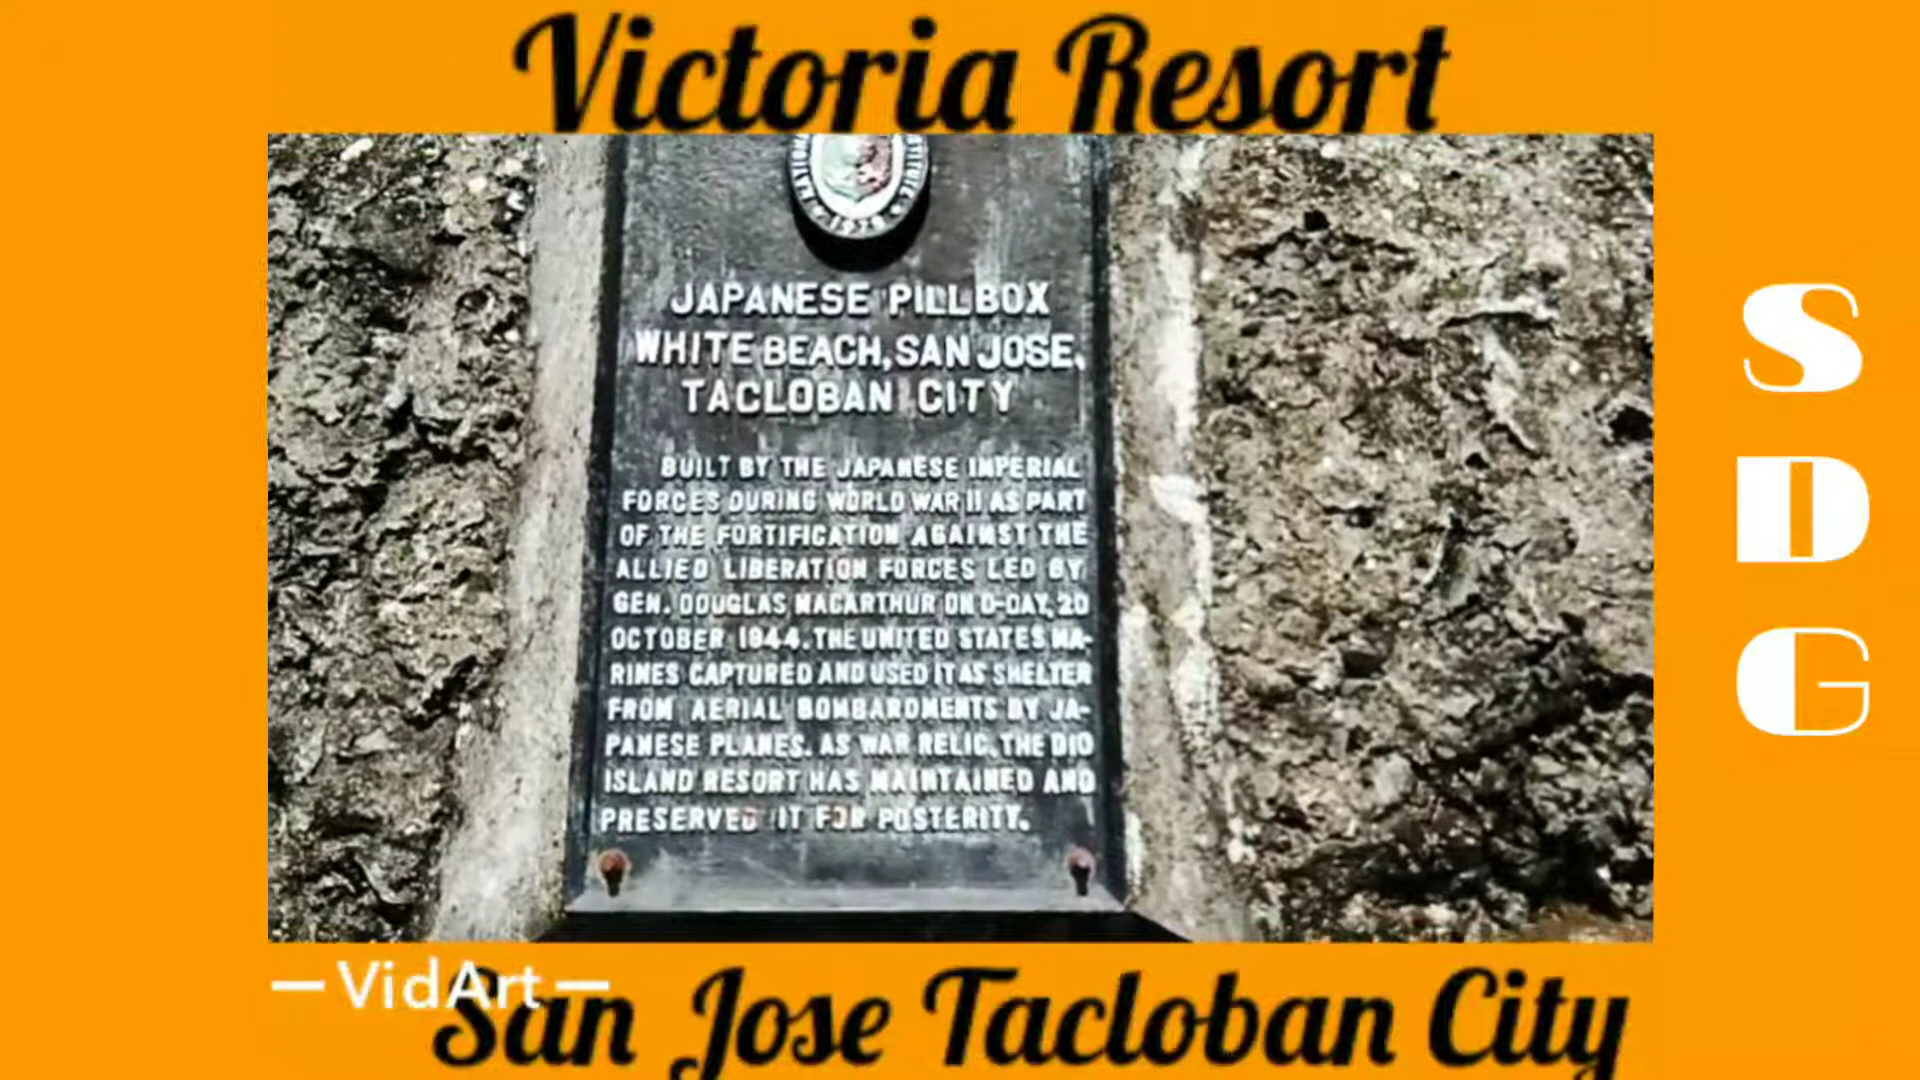 Victoria Resort
JAPANESE PILLBOX
WHITE BEACH, SAN JOSE,
TACLOBAN CITY
BUILT BY THE JAPANESE IMPERIAL
FORCES DURING WORLD WAR II AS PART
OF THE FORTIFICATION AGAINST THE
ALLIED LIBERATION FORCES LED BY
GEN. DOUGLAS MACARTHUR ON D-DAY, 20
OCTOBER 1944. THE UNITED STATES MA-
RINES CAPTURED AND USED IT AS SHELTER
FROM AERIAL BOMBARDMENTS BY JA-
PANESE PLANES. AS WAR RELIC, THE DIO
ISLAND RESORT HAS MAINTAINED AND
PRESERVED IT FOR POSTERITY.
S
D
G
—VidArt—
San Jose Tacloban City